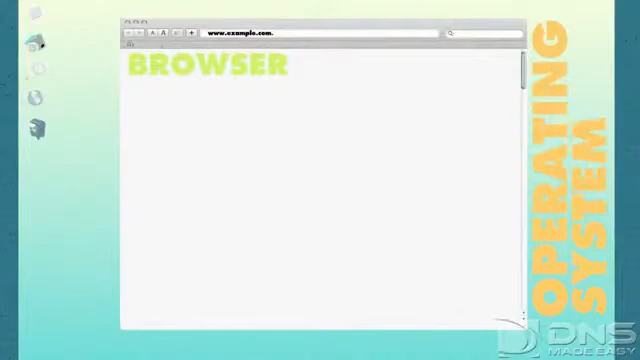 www.example.com.
A A +
BROWSER
OPERATING
SYSTEM
DNS
MADE EASY